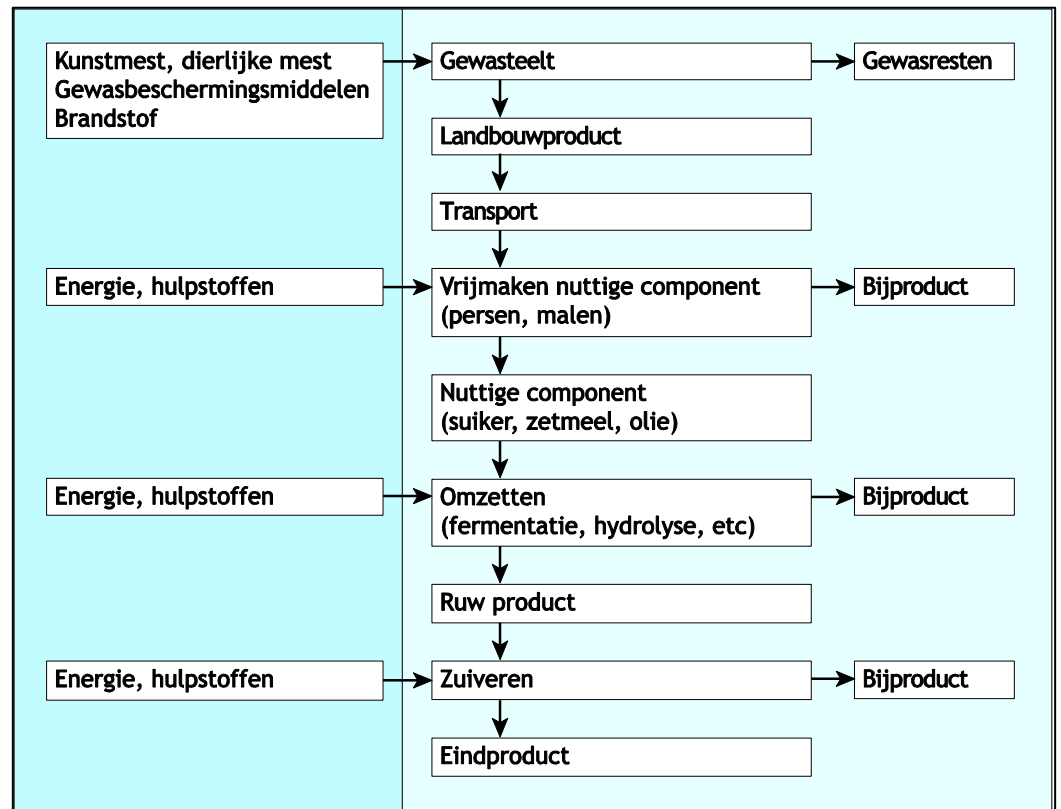 Kunstmest, dierlijke mest
Gewasbeschermingsmiddelen
Brandstof
Gewasteelt
Gewasresten
Landbouwproduct
Transport
Energie, hulpstoffen
Vrijmaken nuttige component
(persen, malen)
Bijproduct
Nuttige component
(suiker, zetmeel, olie)
Energie, hulpstoffen
Omzetten
(fermentatie, hydrolyse, etc)
Bijproduct
Ruw product
Energie, hulpstoffen
Zuiveren
Bijproduct
Eindproduct